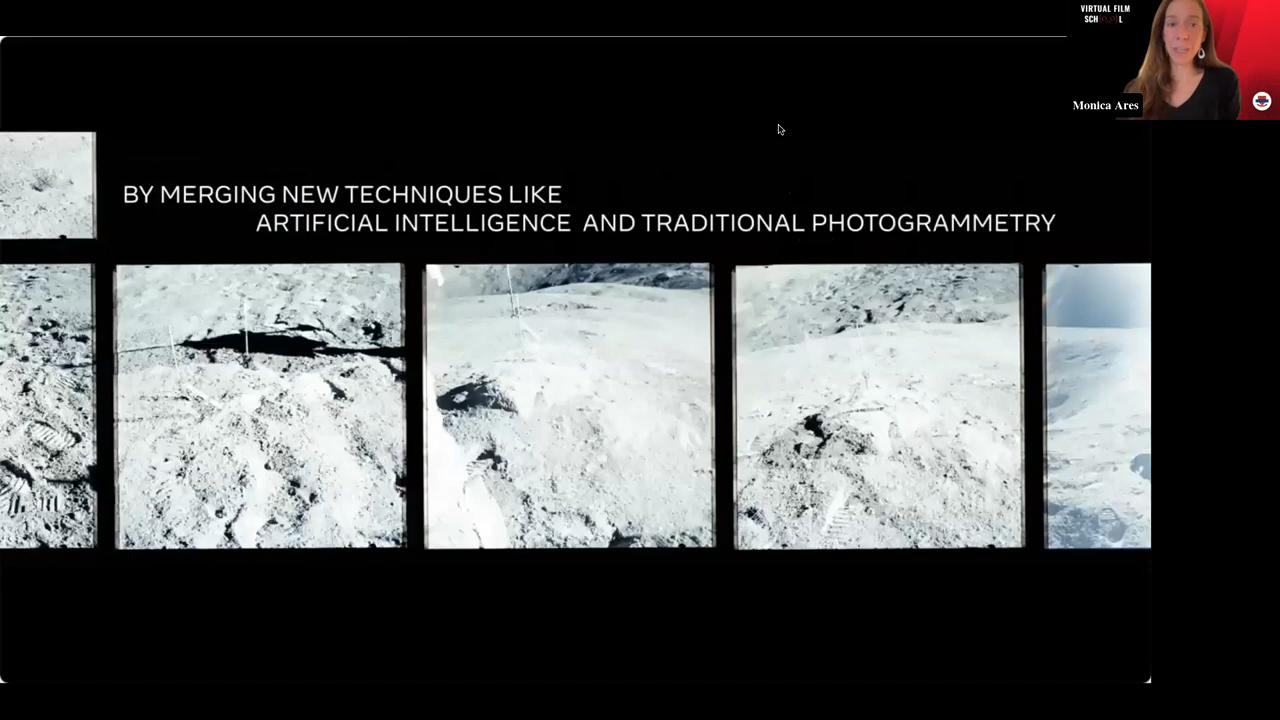 VIRTUAL FILM
Monica Ares
BY MERGING NEW TECHNIQUES LIKE
ARTIFICIAL INTELLIGENCE AND TRADITIONAL PHOTOGRAMMETRY